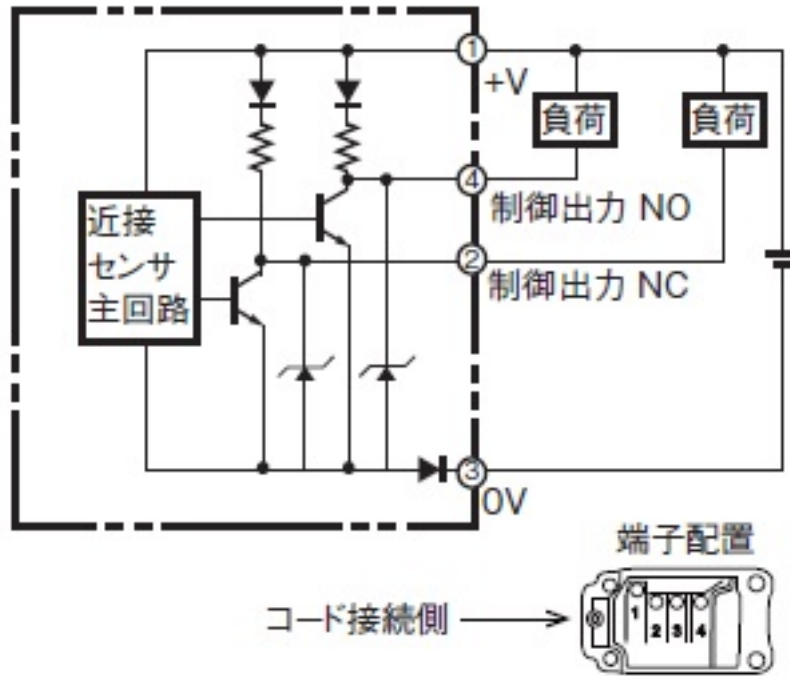 ①
+V
負荷
負荷
④
制御出力 NO
近接
センサ
主回路
②
制御出力 NC
③
0V
端子配置
コード接続側
1
2 3 4